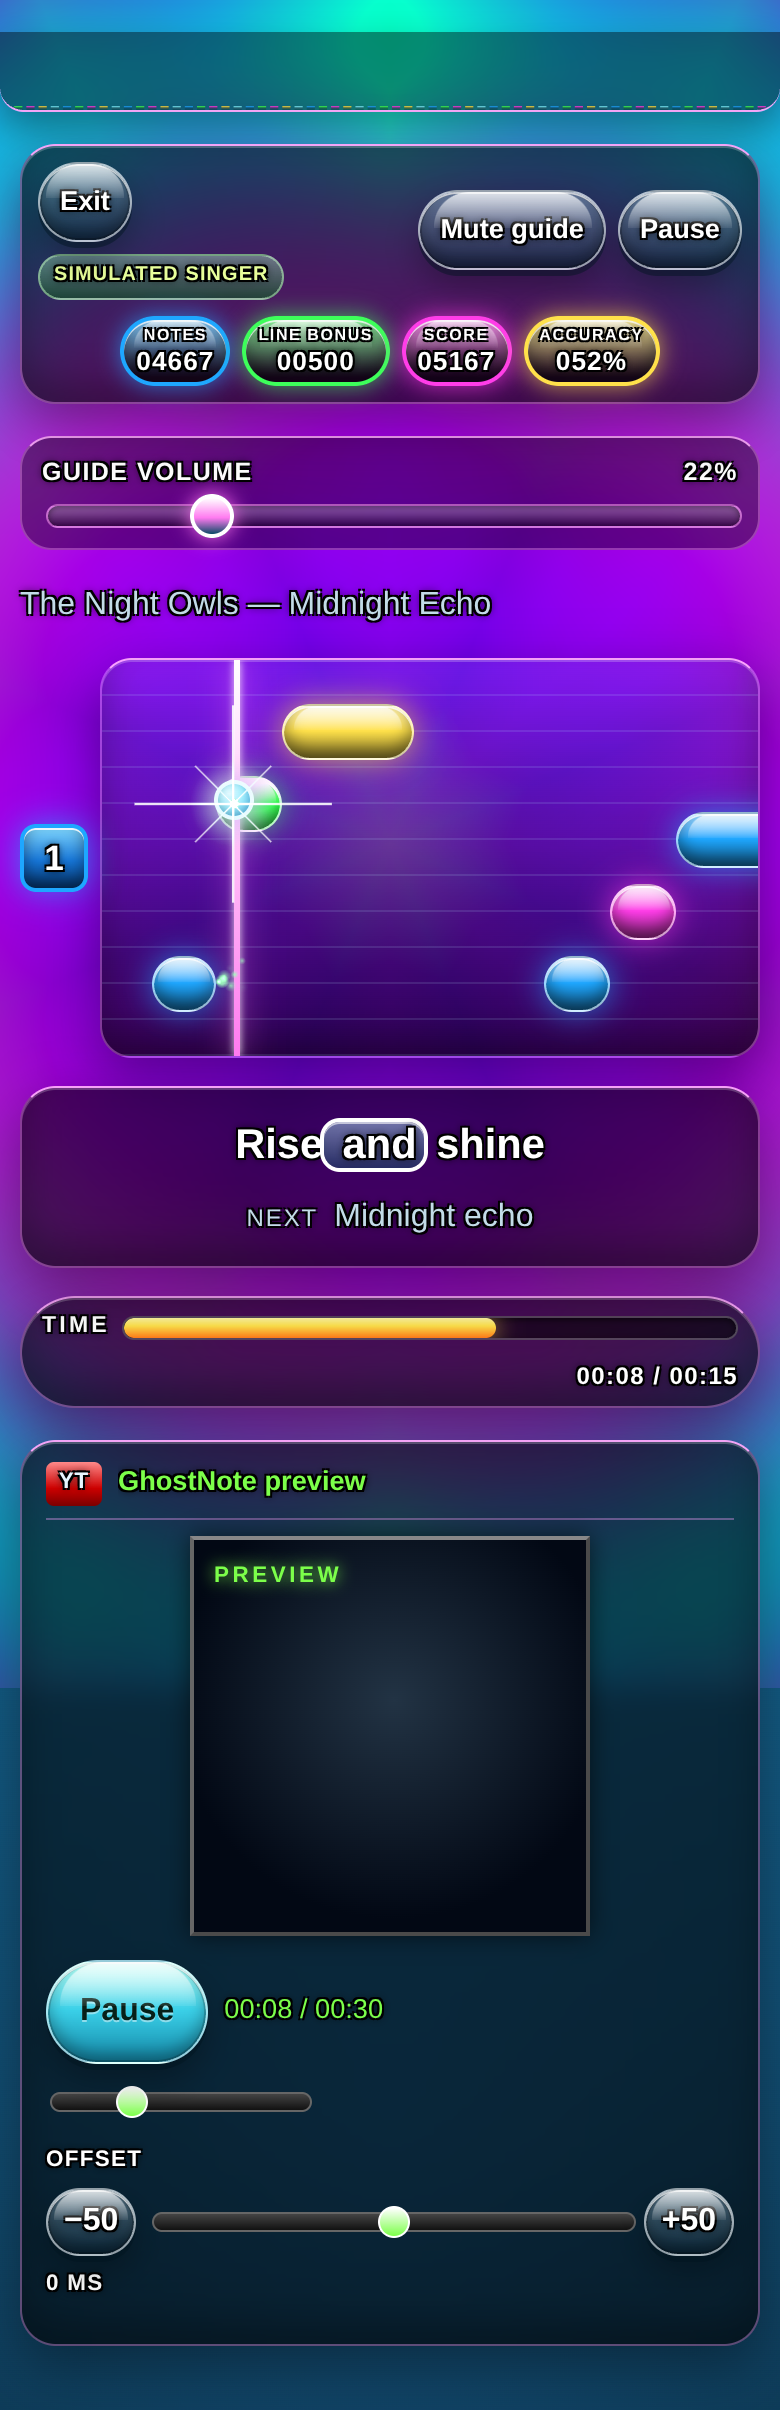 Exit
Mute guide
Pause
SIMULATED SINGER
NOTES
04667
LINE BONUS
00500
SCORE
05167
ACCURACY
052%
GUIDE VOLUME
22%
The Night Owls — Midnight Echo
1
Rise and shine
NEXT Midnight echo
TIME
00:08 / 00:15
YT GhostNote preview
PREVIEW
Pause 00:08 / 00:30
OFFSET
−50
+50
0 MS